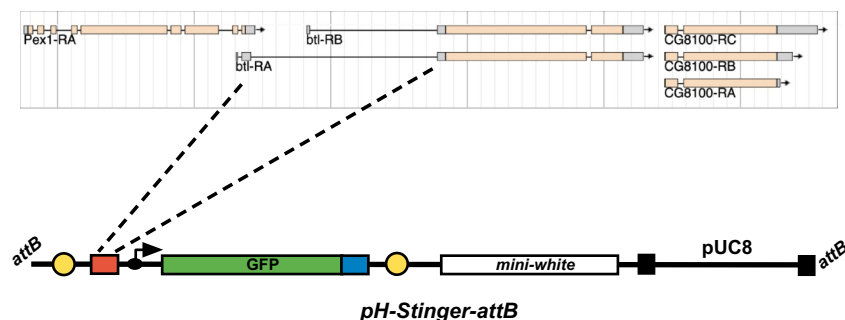 Pex1-RA
btl-RB
CG8100-RC
btl-RA
CG8100-RB
CG8100-RA
attB
GFP
mini-white
pUC8
attB
pH-Stinger-attB